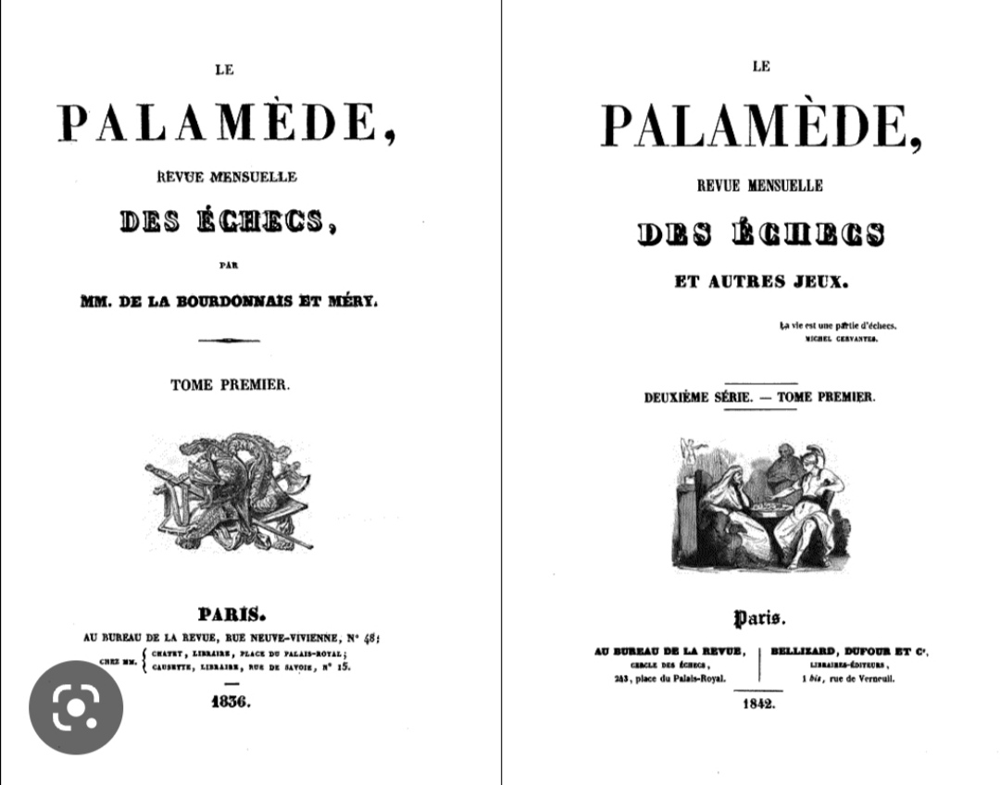 LE
PALAMÈDE,
REVUE MENSUELLE
DES ÉCHECS,
PAR
MM. DE LA BOURDONNAIS ET MÉRY.
TOME PREMIER.
PARIS.
AU BUREAU DE LA REVUE, RUE NEUVE-VIVIENNE, N° 48;
CHEZ MM.
CHATET, LIBRAIRE, PLACE DU PALAIS-ROYAL;
CAUSETTE, LIBRAIRE, RUE DE SAVOIE, N° 15.
1836.
LE
PALAMÈDE,
REVUE MENSUELLE
DES ÉCHECS
ET AUTRES JEUX.
La vie est une partie d'échecs.
MICHEL CERVANTES.
DEUXIÈME SÉRIE. — TOME PREMIER.
Paris.
AU BUREAU DE LA REVUE,
CERCLE DES ÉCHECS,
243, place du Palais-Royal.
BELLIZARD, DUFOUR ET Cᵉ,
LIBRAIRES-ÉDITEURS,
1 bis, rue de Verneuil.
1842.